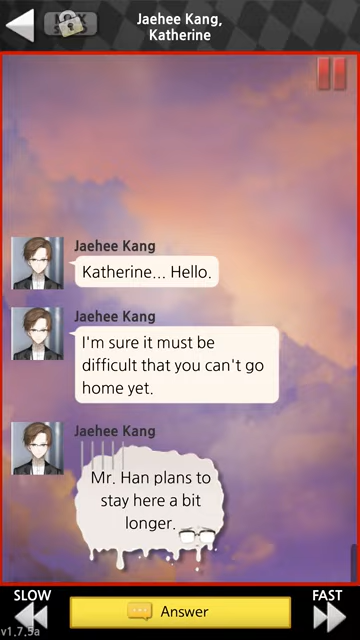 Jaehee Kang,
Katherine
Jaehee Kang
Katherine... Hello.
Jaehee Kang
I'm sure it must be
difficult that you can't go
home yet.
Jaehee Kang
Mr. Han plans to
stay here a bit
longer.
SLOW
Answer
FAST
v1.7.5a